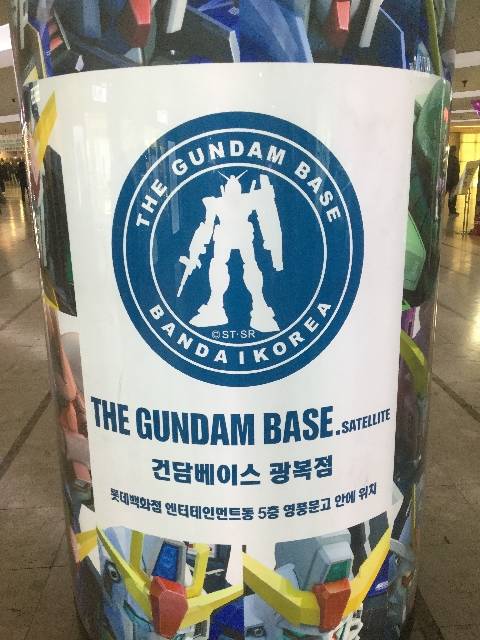 THE GUNDAM BASE
©ST·SR
BANDAI KOREA
THE GUNDAM BASE.SATELLITE
건담베이스 광복점
롯데백화점 엔터테인먼트동 5층 영풍문고 안에 위치